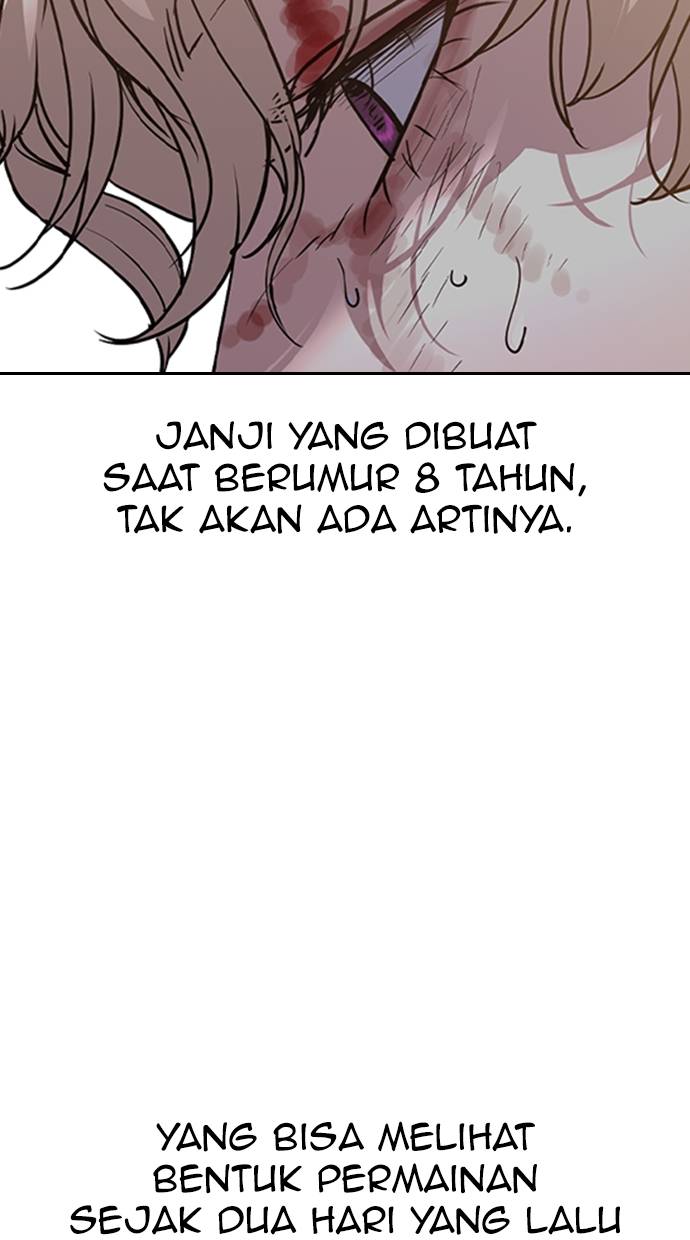 JANJI YANG DIBUAT
SAAT BERUMUR 8 TAHUN,
TAK AKAN ADA ARTINYA.
YANG BISA MELIHAT
BENTUK PERMAINAN
SEJAK DUA HARI YANG LALU